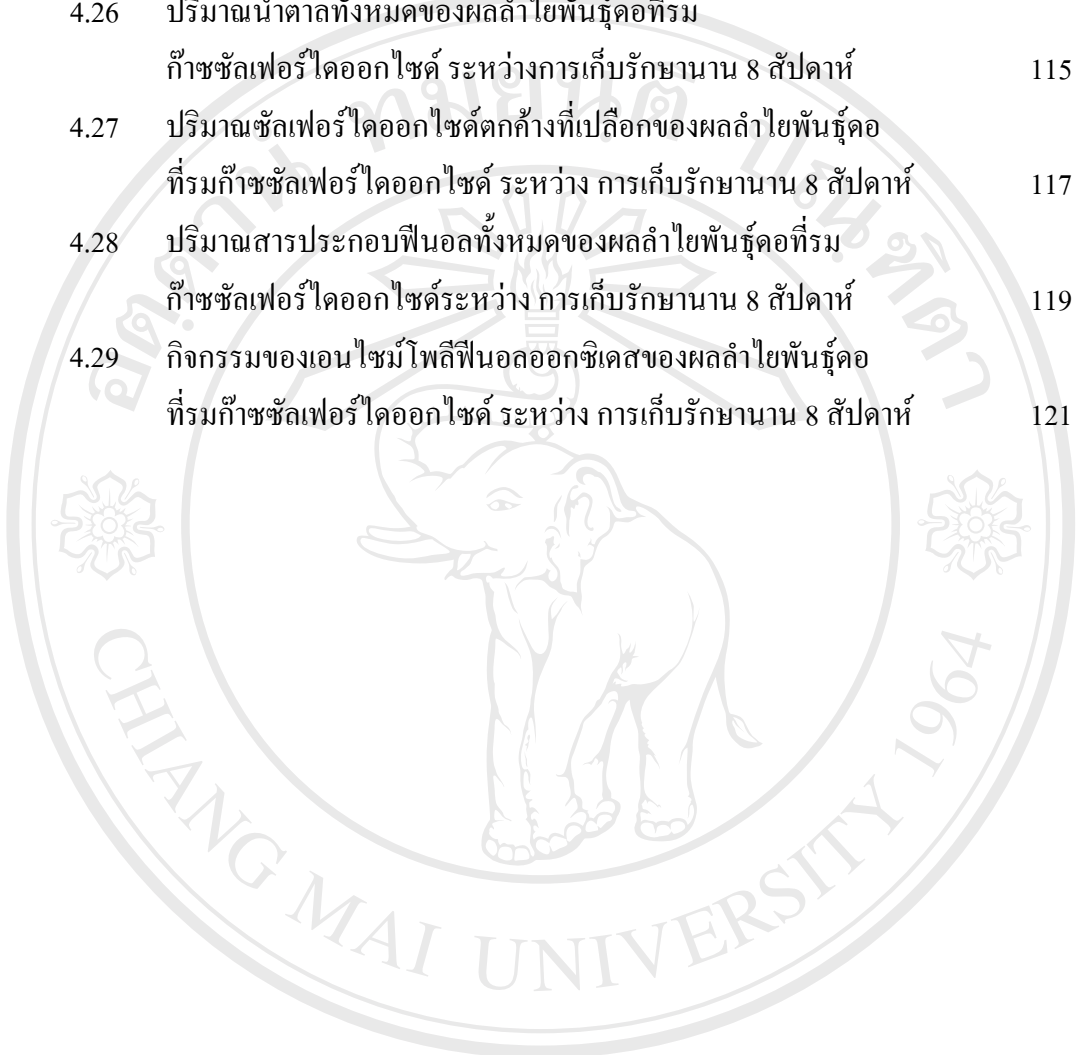 4.26 ปริมาณน้ำตาลทั้งหมดของผลลำไยพันธุ์ดอที่รม
ก๊าซซัลเฟอร์ไดออกไซด์ ระหว่างการเก็บรักษานาน 8 สัปดาห์ 115
4.27 ปริมาณซัลเฟอร์ไดออกไซด์ตกค้างที่เปลือกของผลลำไยพันธุ์ดอ
ที่รมก๊าซซัลเฟอร์ไดออกไซด์ ระหว่าง การเก็บรักษานาน 8 สัปดาห์ 117
4.28 ปริมาณสารประกอบฟีนอลทั้งหมดของผลลำไยพันธุ์ดอที่รม
ก๊าซซัลเฟอร์ไดออกไซด์ระหว่าง การเก็บรักษานาน 8 สัปดาห์ 119
4.29 กิจกรรมของเอนไซม์โพลีฟีนอลออกซิเดสของผลลำไยพันธุ์ดอ
ที่รมก๊าซซัลเฟอร์ไดออกไซด์ ระหว่าง การเก็บรักษานาน 8 สัปดาห์ 121
อตฺตานํ ทมยนฺติ ปณฺฑิตา
CHIANG MAI UNIVERSITY 1964